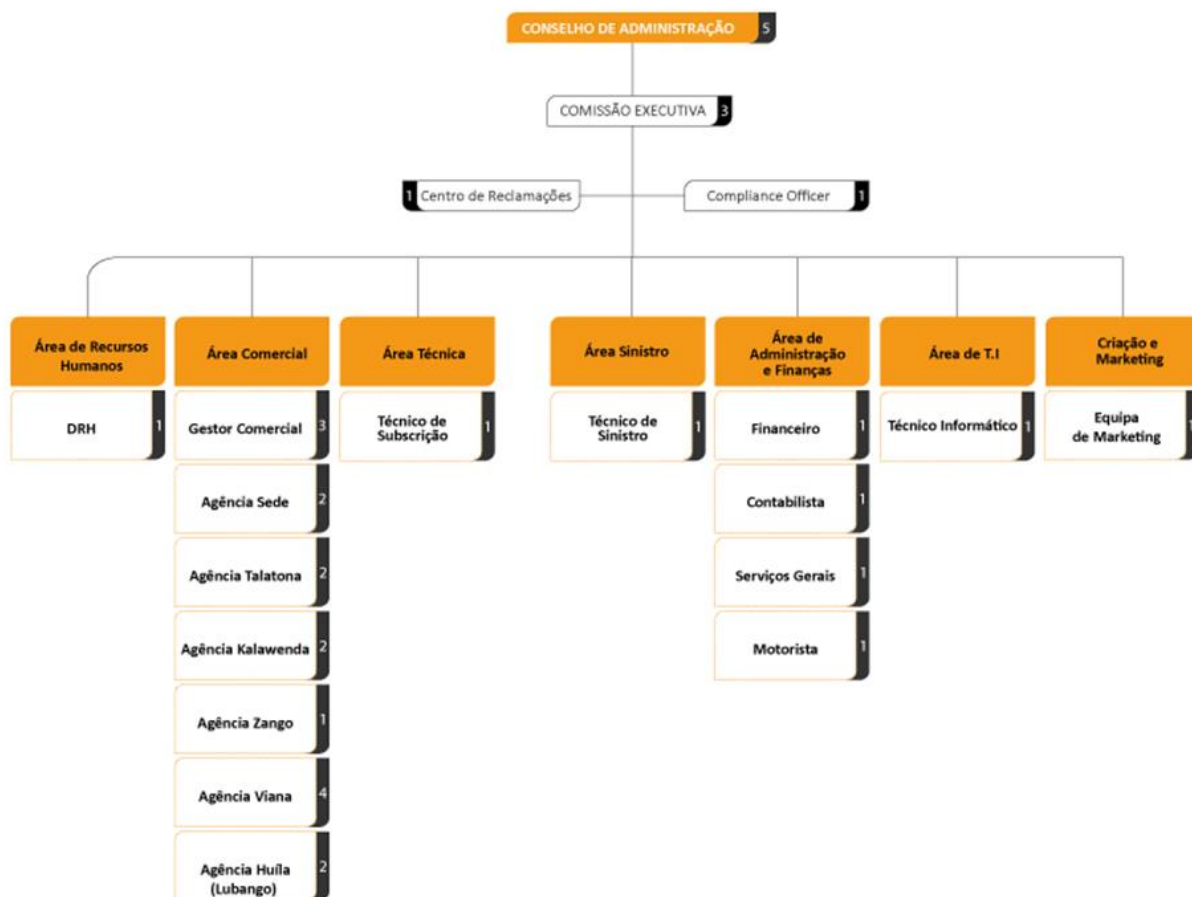 CONSELHO DE ADMINISTRAÇÃO 5
COMISSÃO EXECUTIVA 3
1 Centro de Reclamações
Compliance Officer 1
Área de Recursos
Humanos
Área Comercial
Área Técnica
Área Sinistro
Área de
Administração
e Finanças
Área de T.I
Criação e
Marketing
DRH 1
Gestor Comercial 3
Técnico de
Subscrição 1
Técnico de
Sinistro 1
Financeiro 1
Técnico Informático 1
Equipa
de Marketing 1
Agência Sede 2
Contabilista 1
Agência Talatona 2
Serviços Gerais 1
Agência Kalawenda 2
Motorista 1
Agência Zango 1
Agência Viana 4
Agência Huíla
(Lubango) 2